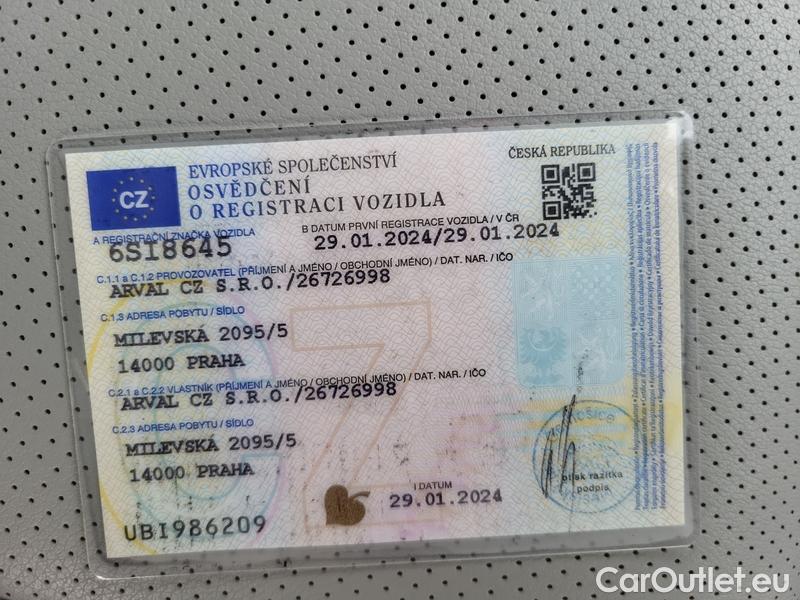 EVROPSKÉ SPOLEČENSTVÍ
ČESKÁ REPUBLIKA
CZ
OSVĚDČENÍ
O REGISTRACI VOZIDLA
A REGISTRAČNÍ ZNAČKA VOZIDLA
B DATUM PRVNÍ REGISTRACE VOZIDLA / V ČR
6SI8645
29.01.2024/29.01.2024
C.1.1 a C.1.2 PROVOZOVATEL (PŘÍJMENÍ A JMÉNO / OBCHODNÍ JMÉNO) / DAT. NAR. / IČO
ARVAL CZ S.R.O./26726998
C.1.3 ADRESA POBYTU / SÍDLO
MILEVSKÁ 2095/5
14000 PRAHA
C.2.1 a C.2.2 VLASTNÍK (PŘÍJMENÍ A JMÉNO / OBCHODNÍ JMÉNO) / DAT. NAR. / IČO
ARVAL CZ S.R.O./26726998
C.2.3 ADRESA POBYTU / SÍDLO
MILEVSKÁ 2095/5
14000 PRAHA
otisk razítka
podpis
I DATUM
29.01.2024
UBI986209
CarOutlet.eu